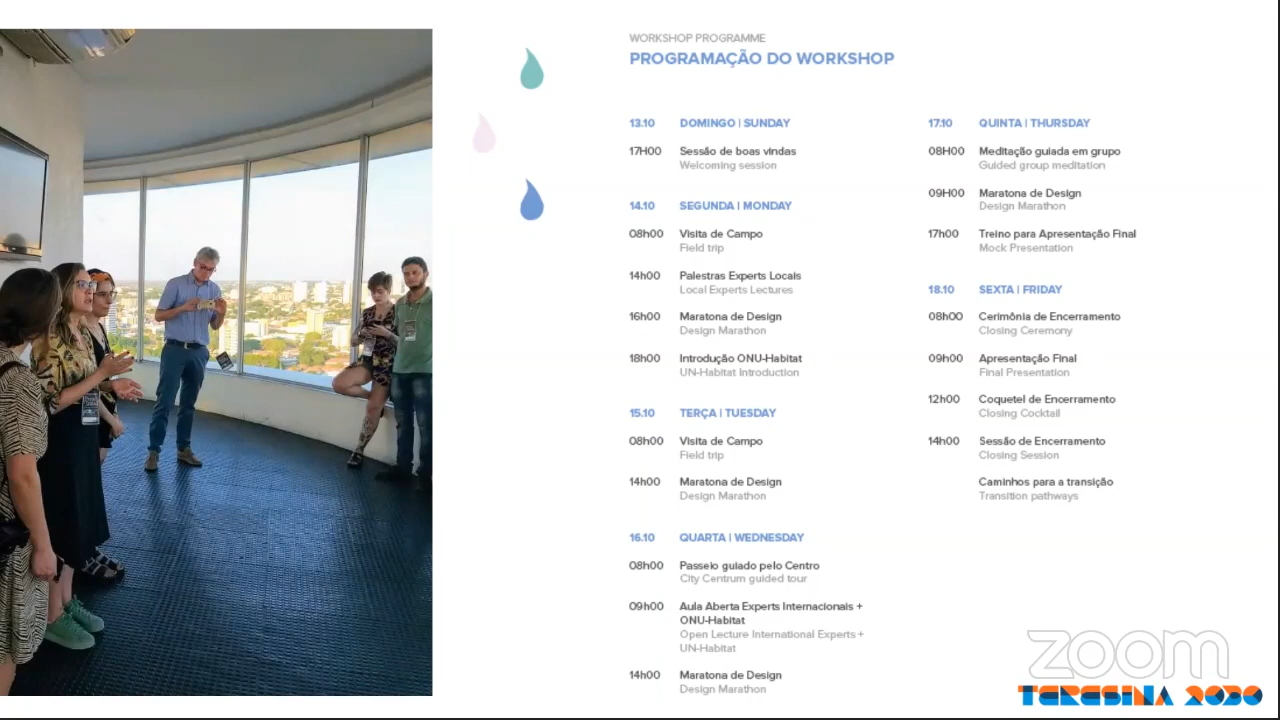 WORKSHOP PROGRAMME
PROGRAMAÇÃO DO WORKSHOP
13.10 DOMINGO | SUNDAY
17H00 Sessão de boas vindas
Welcoming session
14.10 SEGUNDA | MONDAY
08h00 Visita de Campo
Field trip
14h00 Palestras Experts Locais
Local Experts Lectures
16h00 Maratona de Design
Design Marathon
18h00 Introdução ONU-Habitat
UN-Habitat Introduction
15.10 TERÇA | TUESDAY
08h00 Visita de Campo
Field trip
14h00 Maratona de Design
Design Marathon
16.10 QUARTA | WEDNESDAY
08h00 Passeio guiado pelo Centro
City Centrum guided tour
09h00 Aula Aberta Experts Internacionais +
ONU-Habitat
Open Lecture International Experts +
UN-Habitat
14h00 Maratona de Design
Design Marathon
17.10 QUINTA | THURSDAY
08H00 Meditação guiada em grupo
Guided group meditation
09H00 Maratona de Design
Design Marathon
17h00 Treino para Apresentação Final
Mock Presentation
18.10 SEXTA | FRIDAY
08h00 Cerimônia de Encerramento
Closing Ceremony
09h00 Apresentação Final
Final Presentation
12h00 Coquetel de Encerramento
Closing Cocktail
14h00 Sessão de Encerramento
Closing Session
Caminhos para a transição
Transition pathways
zoom
TERESINA 2030